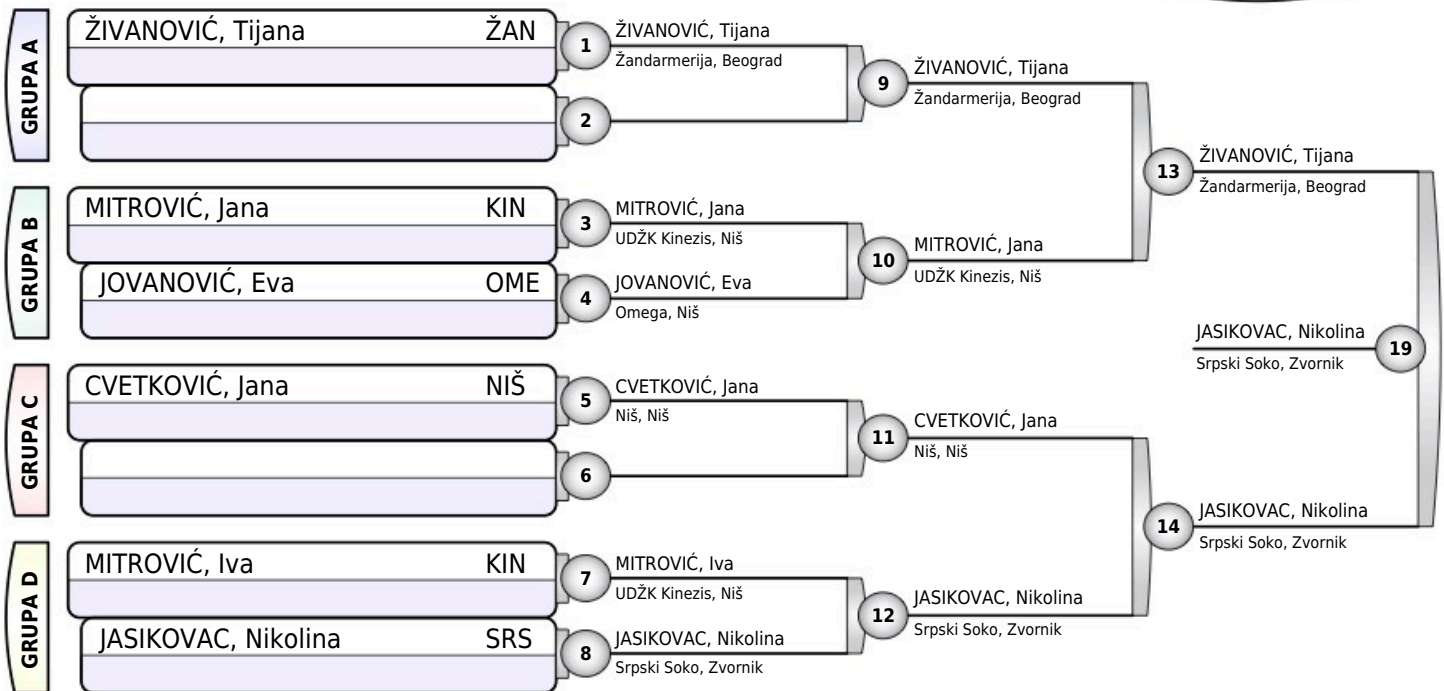 GRUPA A
ŽIVANOVIĆ, Tijana ŽAN
1
ŽIVANOVIĆ, Tijana
Žandarmerija, Beograd
2
9
ŽIVANOVIĆ, Tijana
Žandarmerija, Beograd
GRUPA B
MITROVIĆ, Jana KIN
3
MITROVIĆ, Jana
UDŽK Kinezis, Niš
JOVANOVIĆ, Eva OME
4
JOVANOVIĆ, Eva
Omega, Niš
10
MITROVIĆ, Jana
UDŽK Kinezis, Niš
13
ŽIVANOVIĆ, Tijana
Žandarmerija, Beograd
GRUPA C
CVETKOVIĆ, Jana NIŠ
5
CVETKOVIĆ, Jana
Niš, Niš
6
11
CVETKOVIĆ, Jana
Niš, Niš
GRUPA D
MITROVIĆ, Iva KIN
7
MITROVIĆ, Iva
UDŽK Kinezis, Niš
JASIKOVAC, Nikolina SRS
8
JASIKOVAC, Nikolina
Srpski Soko, Zvornik
12
JASIKOVAC, Nikolina
Srpski Soko, Zvornik
14
JASIKOVAC, Nikolina
Srpski Soko, Zvornik
JASIKOVAC, Nikolina
Srpski Soko, Zvornik
19